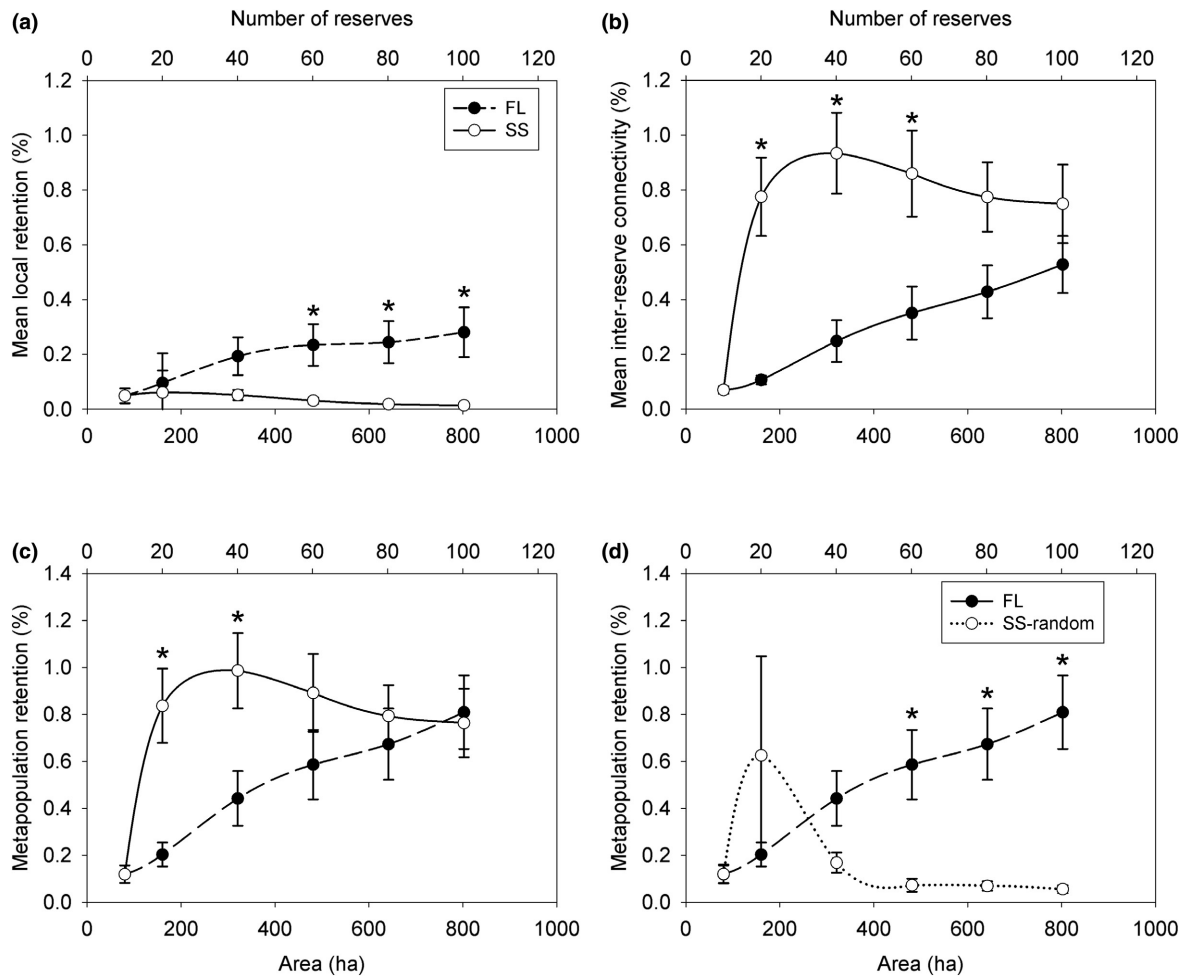 (a)
Number of reserves
0 20 40 60 80 100 120
1.2
1.0
0.8
0.6
0.4
0.2
0.0
Mean local retention (%)
FL
SS
* * *
0 200 400 600 800 1000
(b)
Number of reserves
0 20 40 60 80 100 120
1.2
1.0
0.8
0.6
0.4
0.2
0.0
Mean inter-reserve connectivity (%)
* * *
0 200 400 600 800 1000
(c)
0 20 40 60 80 100 120
1.4
1.2
1.0
0.8
0.6
0.4
0.2
0.0
Metapopulation retention (%)
* *
0 200 400 600 800 1000
Area (ha)
(d)
0 20 40 60 80 100 120
1.4
1.2
1.0
0.8
0.6
0.4
0.2
0.0
Metapopulation retention (%)
FL
SS-random
* * *
0 200 400 600 800 1000
Area (ha)